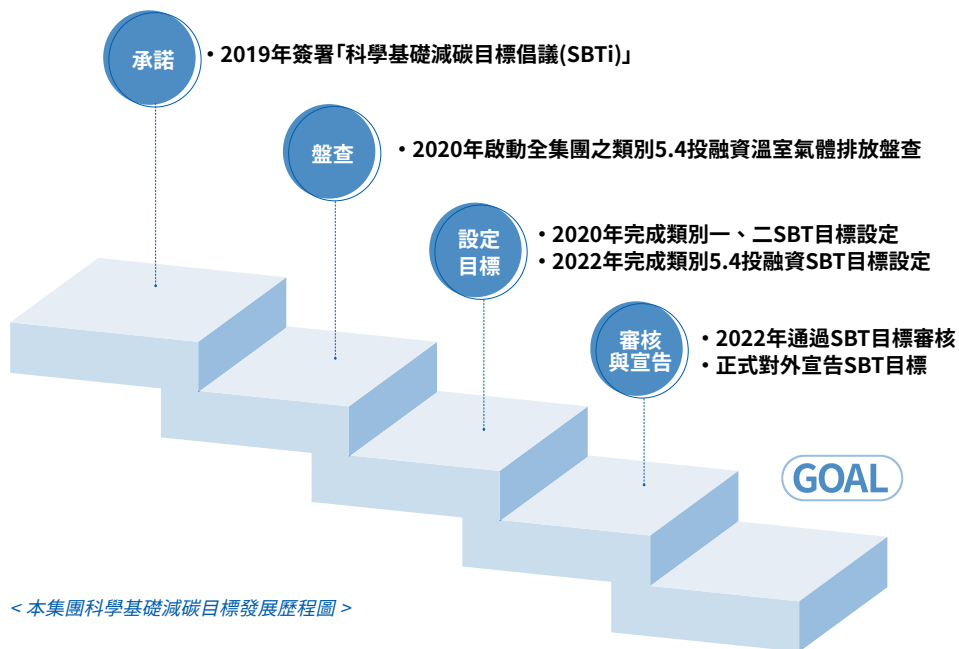 承諾
・2019年簽署「科學基礎減碳目標倡議(SBTi)」
盤查
・2020年啟動全集團之類別5.4投融資溫室氣體排放盤查
設定
目標
・2020年完成類別一、二SBT目標設定
・2022年完成類別5.4投融資SBT目標設定
審核
與宣告
・2022年通過SBT目標審核
・正式對外宣告SBT目標
GOAL
<本集團科學基礎減碳目標發展歷程圖>